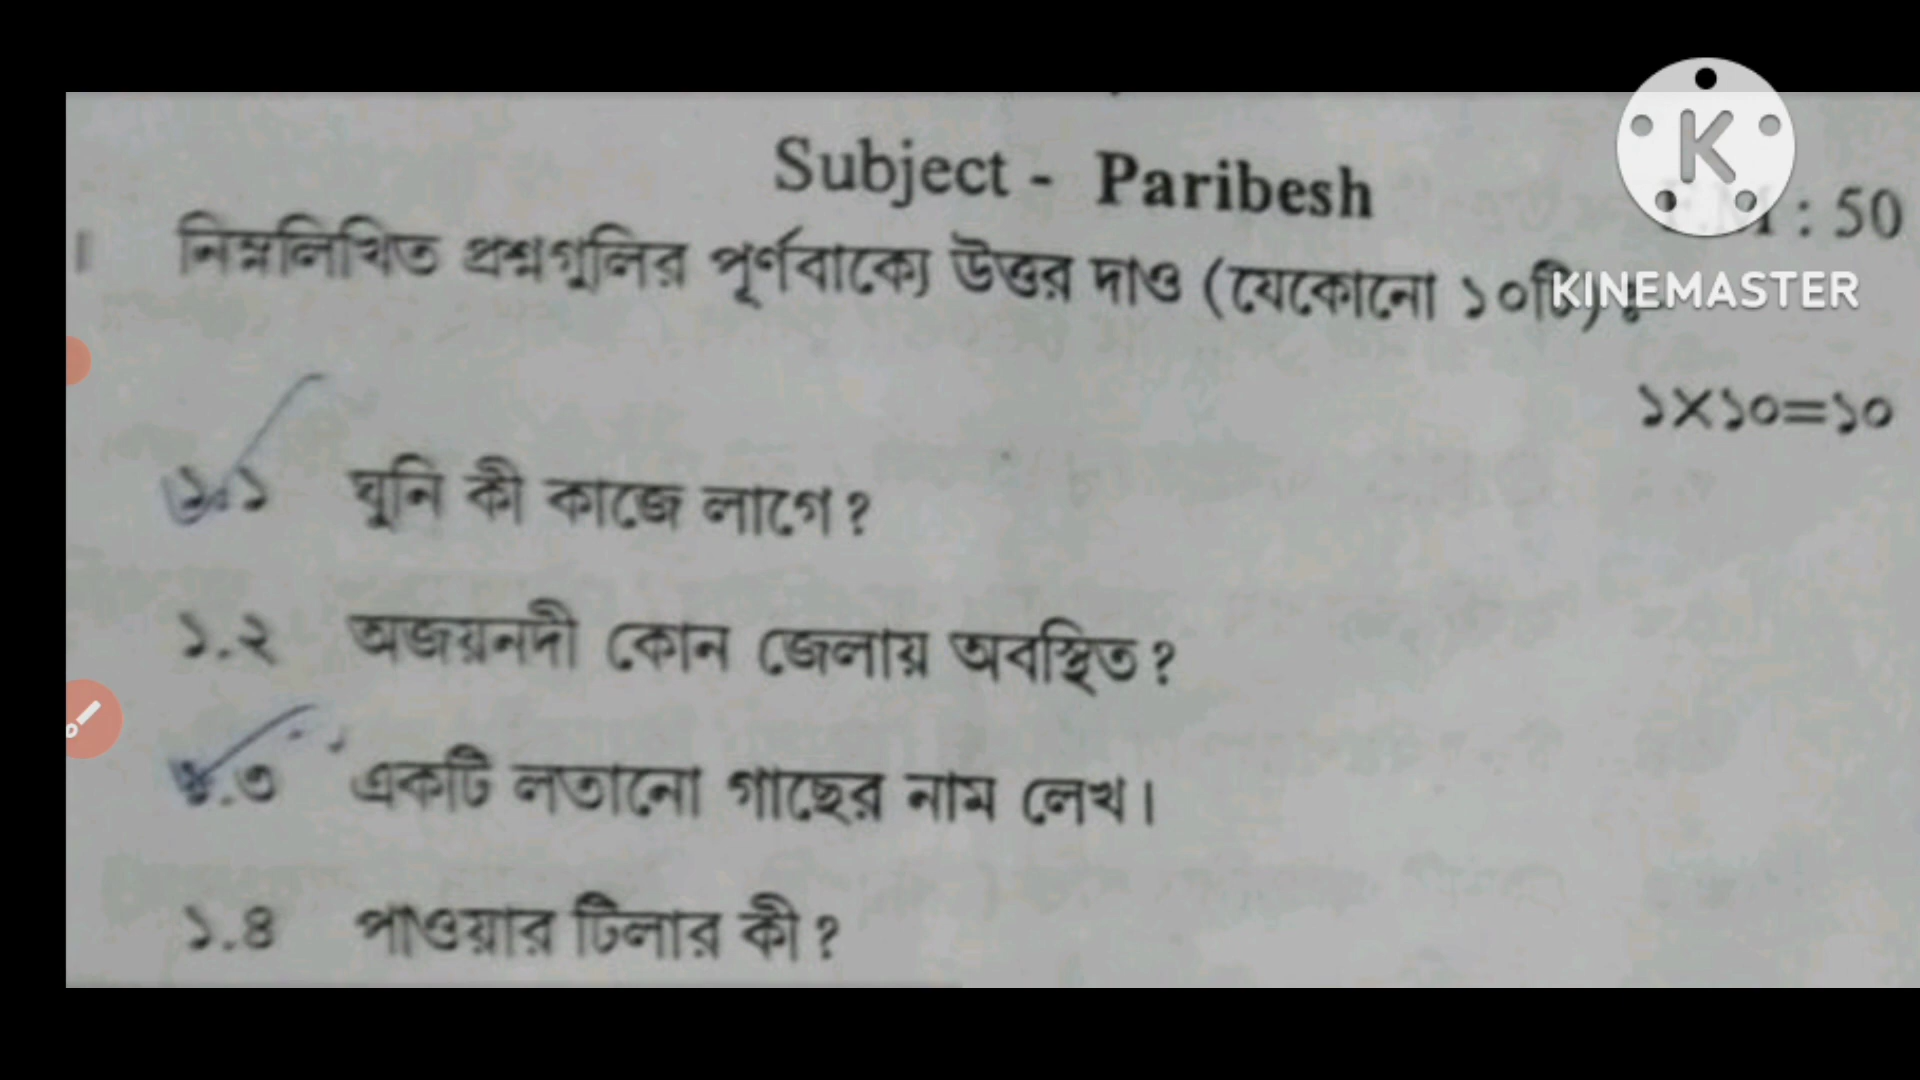 Subject - Paribesh
: 50
। নিম্নলিখিত প্রশ্নগুলির পূর্ণবাক্যে উত্তর দাও (যেকোনো ১০টি) ঃ
K
KINEMASTER
১×১০=১০
১.১ ঘুনি কী কাজে লাগে?
১.২ অজয়নদী কোন জেলায় অবস্থিত?
১.৩ একটি লতানো গাছের নাম লেখ।
১.৪ পাওয়ার টিলার কী?